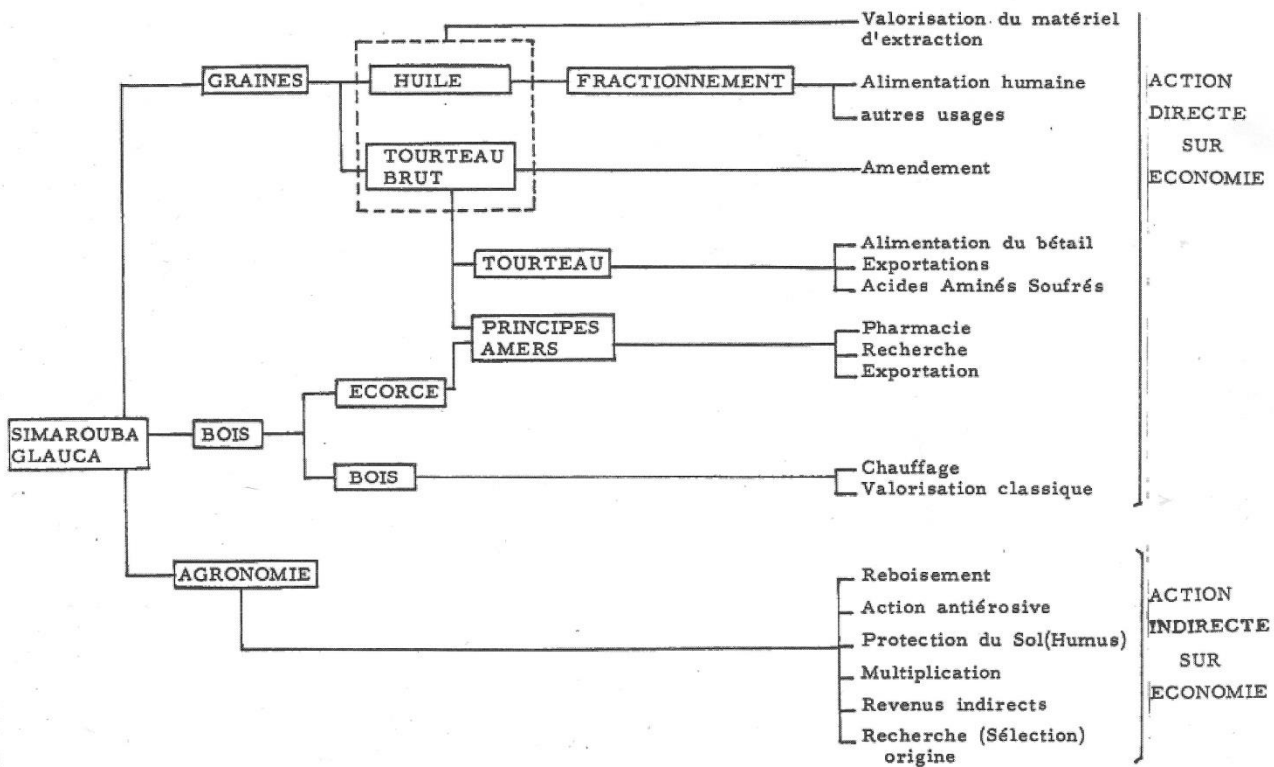 Valorisation du matériel
d'extraction
GRAINES
HUILE
FRACTIONNEMENT
Alimentation humaine
autres usages
TOURTEAU
BRUT
Amendement
ACTION
DIRECTE
SUR
ECONOMIE
TOURTEAU
Alimentation du bétail
Exportations
Acides Aminés Soufrés
PRINCIPES
AMERS
Pharmacie
Recherche
Exportation
ECORCE
SIMAROUBA
GLAUCA
BOIS
BOIS
Chauffage
Valorisation classique
AGRONOMIE
Reboisement
Action antiérosive
Protection du Sol(Humus)
Multiplication
Revenus indirects
Recherche (Sélection)
origine
ACTION
INDIRECTE
SUR
ECONOMIE